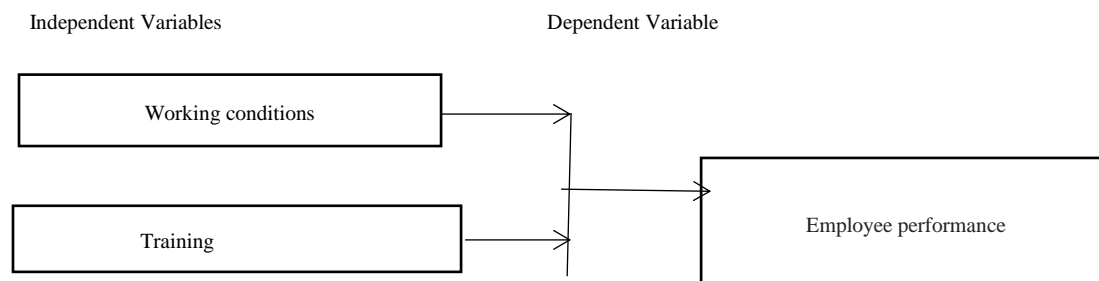 Independent Variables
Dependent Variable
Working conditions
Training
Employee performance